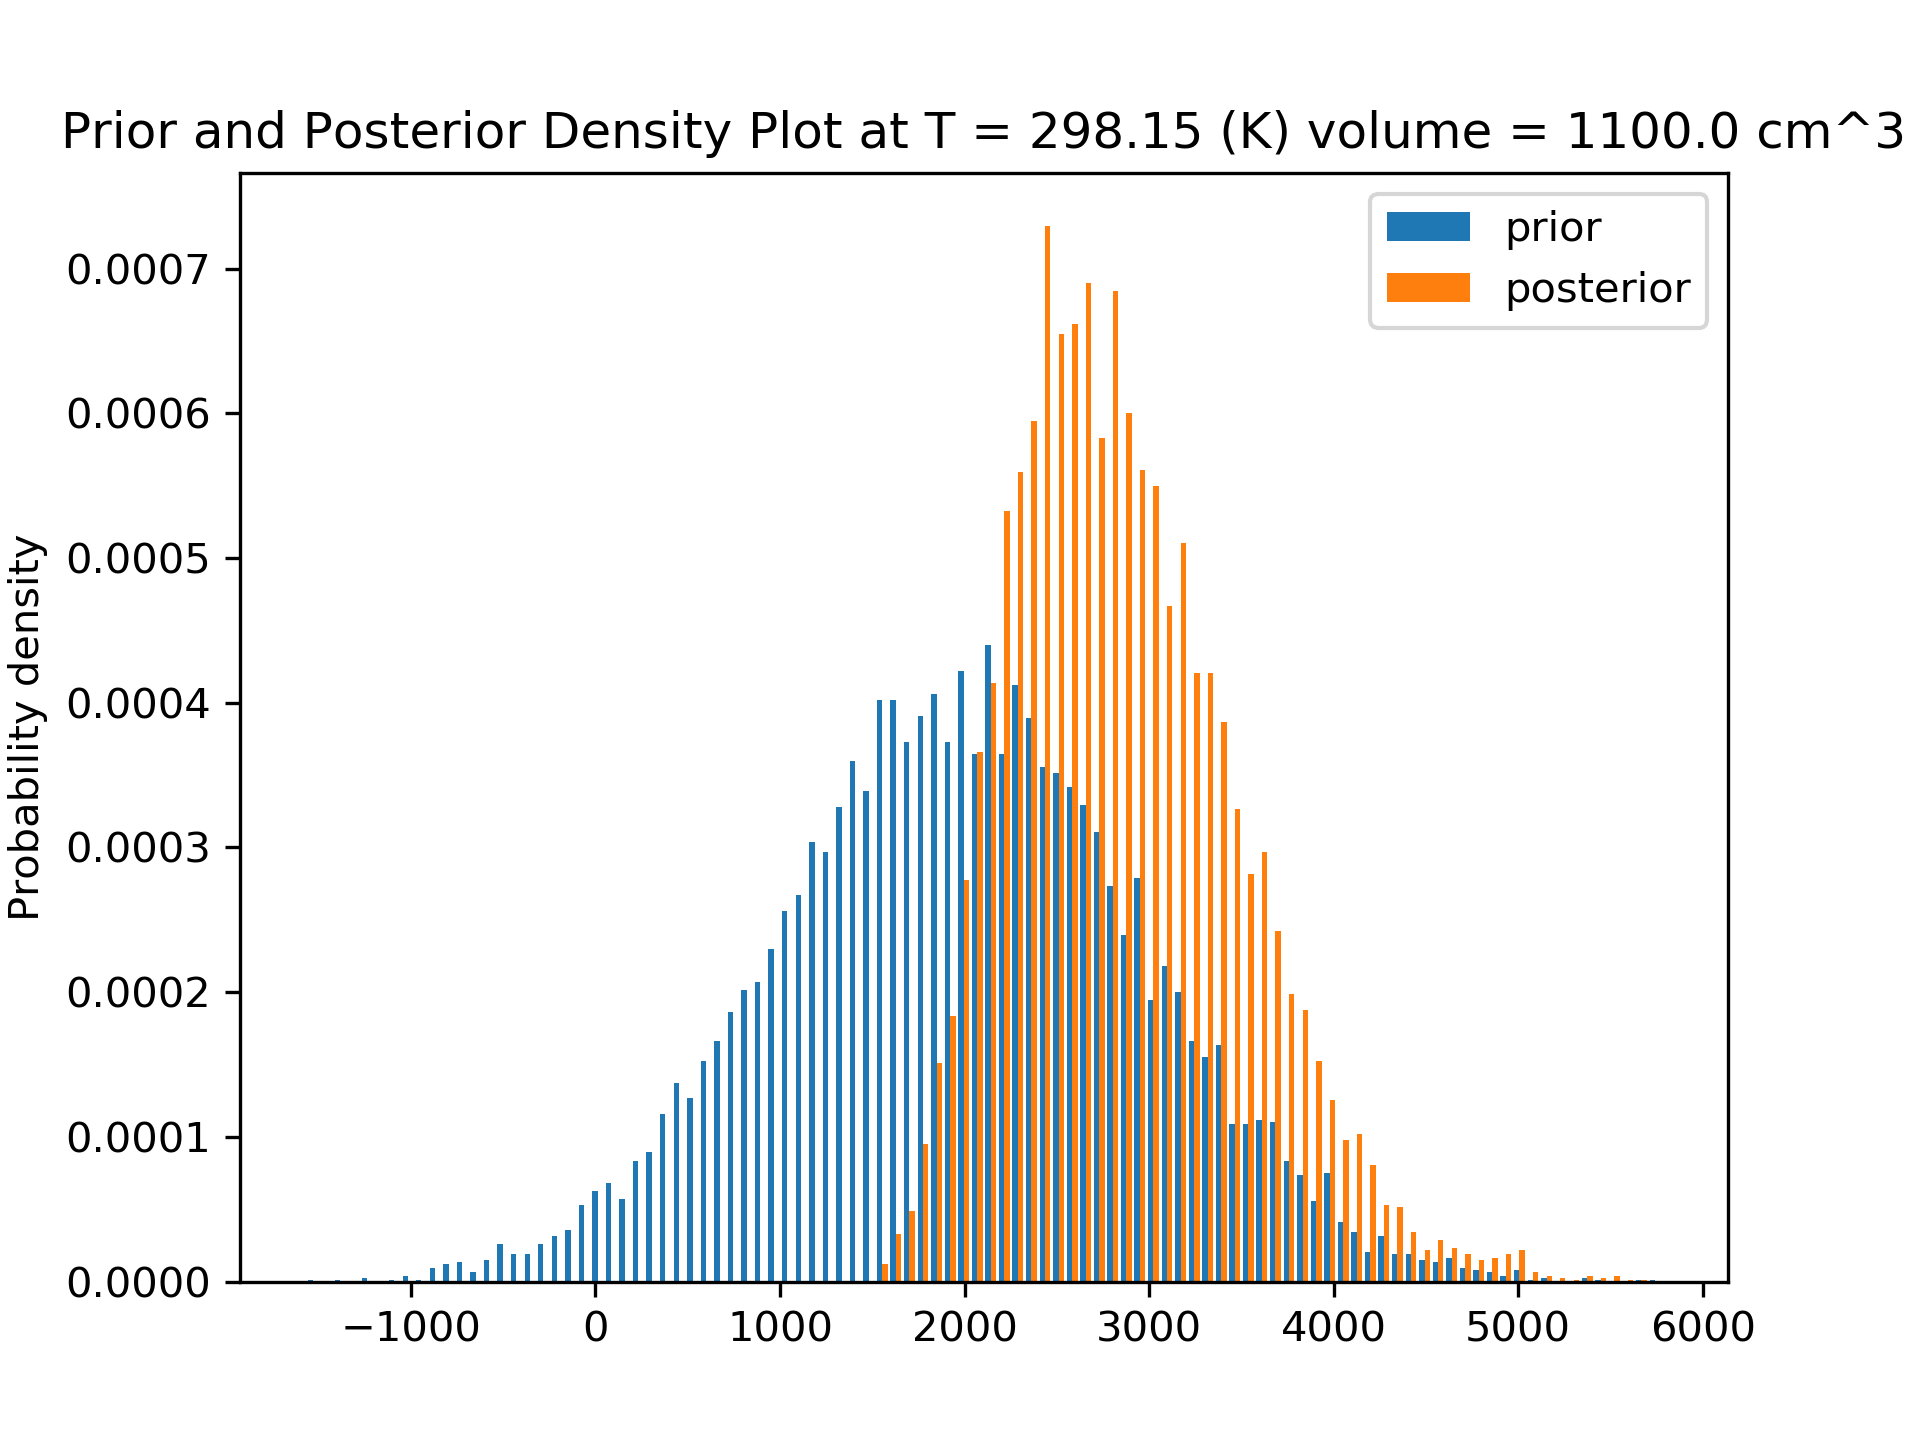 Prior and Posterior Density Plot at T = 298.15 (K) volume = 1100.0 cm^3
prior
posterior
Probability density
0.0007
0.0006
0.0005
0.0004
0.0003
0.0002
0.0001
0.0000
−1000 0 1000 2000 3000 4000 5000 6000